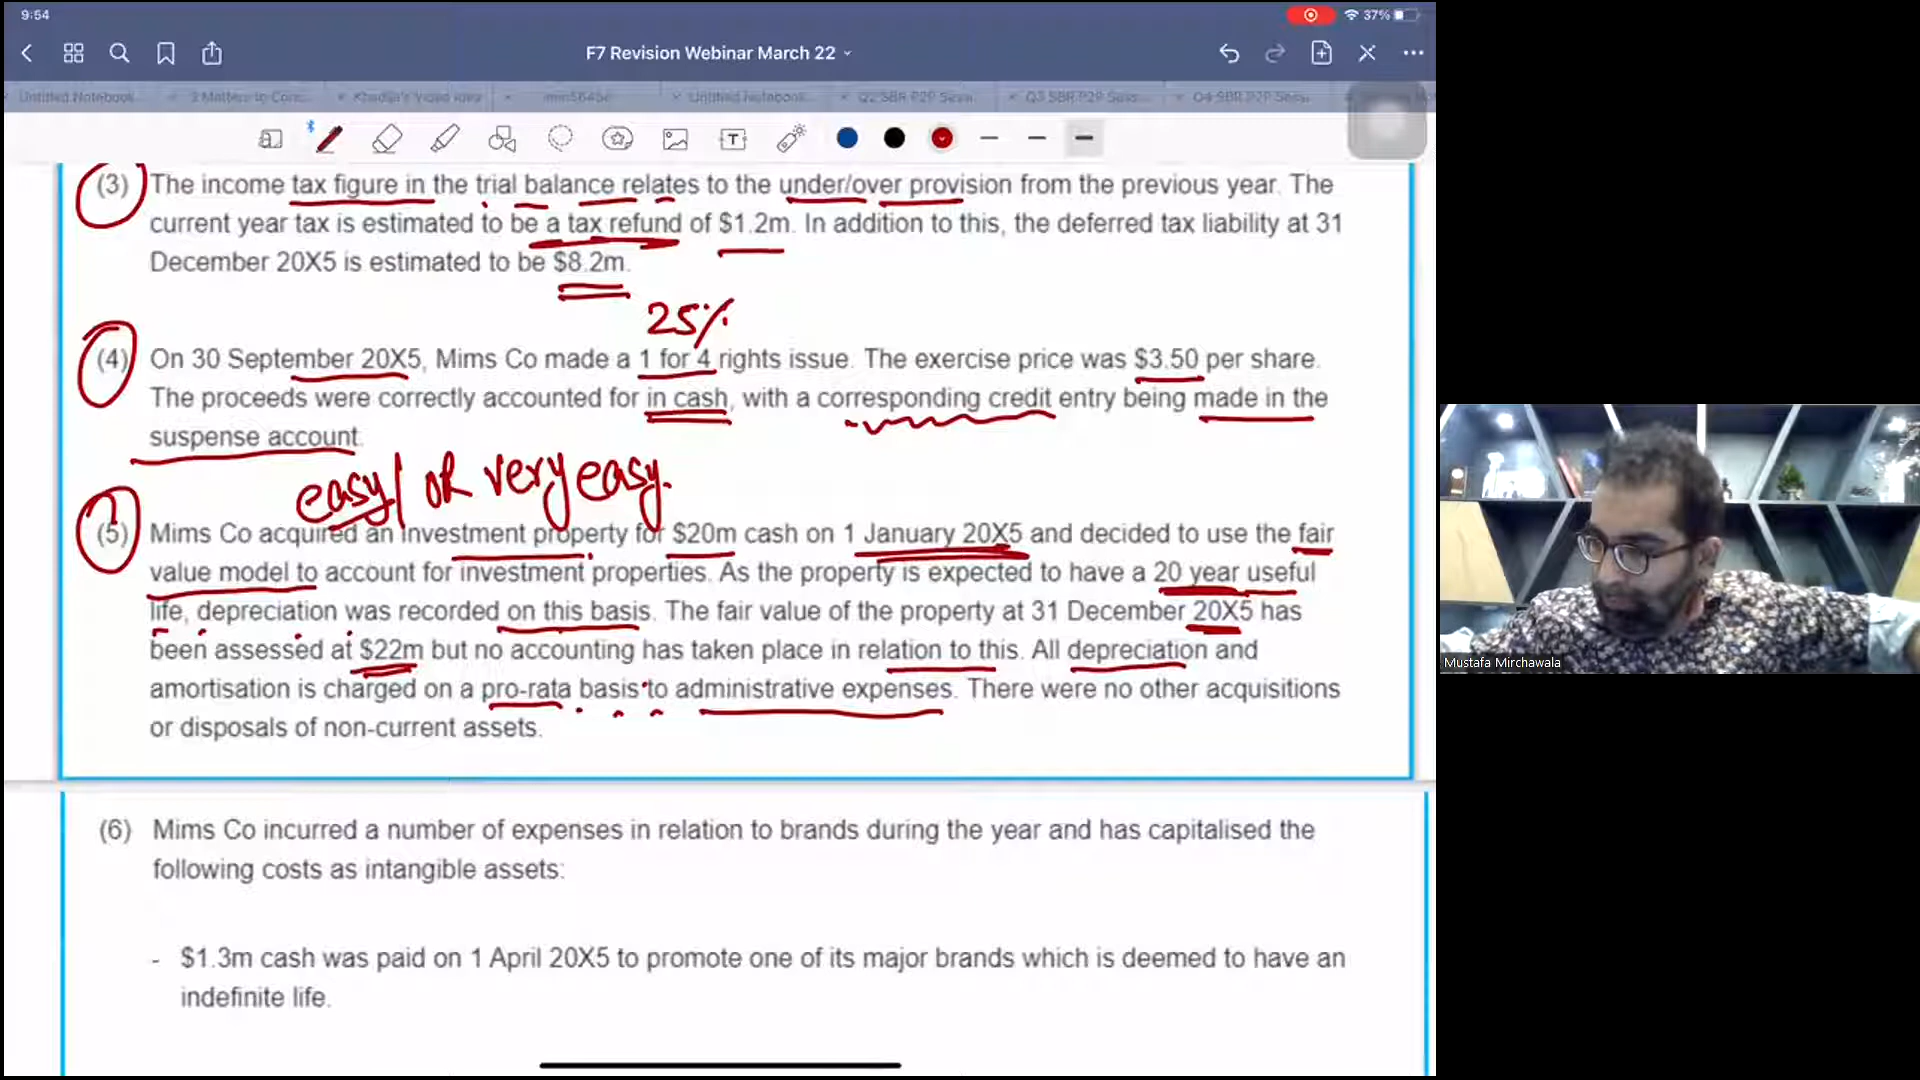 9:54
37%
F7 Revision Webinar March 22
Untitled Notebook...
Khadija's Video Idea
Untitled Notebook...
(3) The income tax figure in the trial balance relates to the under/over provision from the previous year. The
current year tax is estimated to be a tax refund of $1.2m. In addition to this, the deferred tax liability at 31
December 20X5 is estimated to be $8.2m.
25%
(4) On 30 September 20X5, Mims Co made a 1 for 4 rights issue. The exercise price was $3.50 per share.
The proceeds were correctly accounted for in cash, with a corresponding credit entry being made in the
suspense account.
easy/ or very easy.
(5) Mims Co acquired an investment property for $20m cash on 1 January 20X5 and decided to use the fair
value model to account for investment properties. As the property is expected to have a 20 year useful
life, depreciation was recorded on this basis. The fair value of the property at 31 December 20X5 has
been assessed at $22m but no accounting has taken place in relation to this. All depreciation and
amortisation is charged on a pro-rata basis to administrative expenses. There were no other acquisitions
or disposals of non-current assets.
(6) Mims Co incurred a number of expenses in relation to brands during the year and has capitalised the
following costs as intangible assets:
- $1.3m cash was paid on 1 April 20X5 to promote one of its major brands which is deemed to have an
indefinite life.
Mustafa Mirchawala